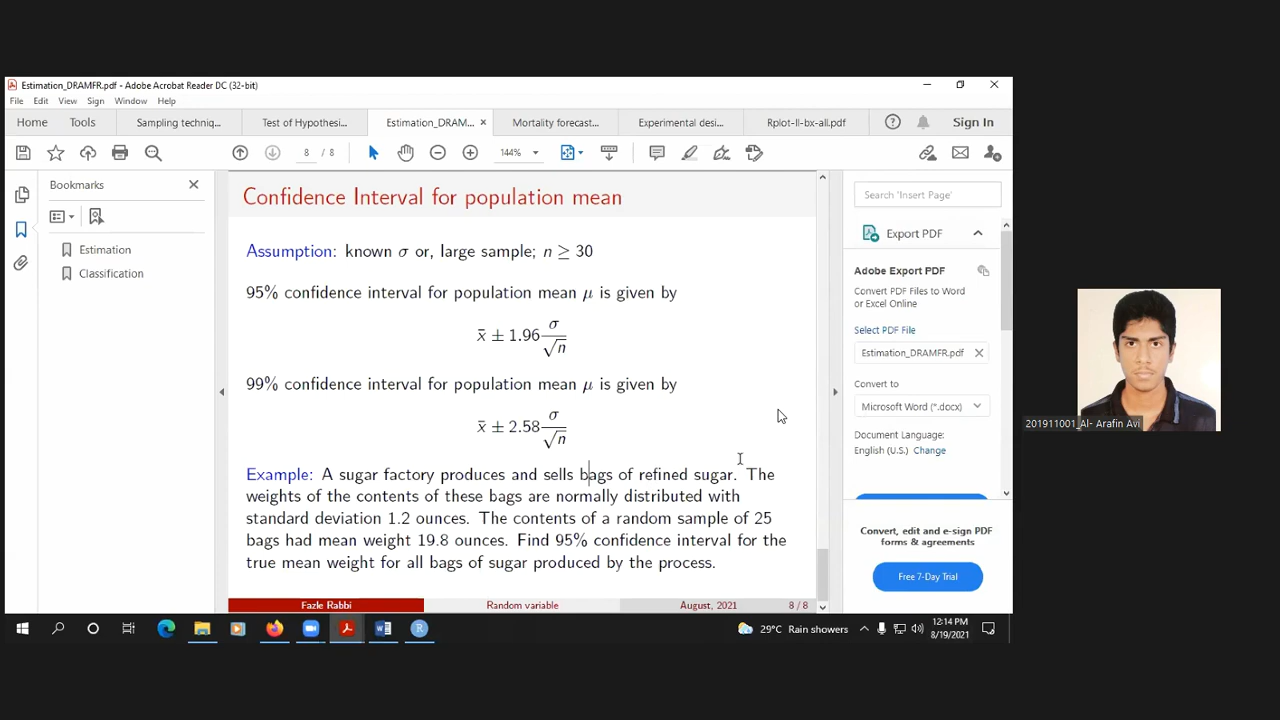 Estimation_DRAMFR.pdf - Adobe Acrobat Reader DC (32-bit)
File Edit View Sign Window Help
Home Tools Sampling techniq... Test of Hypothesi... Estimation_DRAM... × Mortality forecast... Experimental desi... Rplot-ll-bx-all.pdf Sign In
8 / 8 144%
Bookmarks
Estimation
Classification
Confidence Interval for population mean
Assumption: known σ or, large sample; n ≥ 30
95% confidence interval for population mean μ is given by
x̄ ± 1.96 σ/√n
99% confidence interval for population mean μ is given by
x̄ ± 2.58 σ/√n
Example: A sugar factory produces and sells bags of refined sugar. The
weights of the contents of these bags are normally distributed with
standard deviation 1.2 ounces. The contents of a random sample of 25
bags had mean weight 19.8 ounces. Find 95% confidence interval for the
true mean weight for all bags of sugar produced by the process.
Fazle Rabbi Random variable August, 2021 8 / 8
Search 'Insert Page'
Export PDF
Adobe Export PDF
Convert PDF Files to Word
or Excel Online
Select PDF File
Estimation_DRAMFR.pdf ×
Convert to
Microsoft Word (*.docx)
Document Language:
English (U.S.) Change
Convert, edit and e-sign PDF
forms & agreements
Free 7-Day Trial
29°C Rain showers
12:14 PM
8/19/2021
201911001_Al- Arafin Avi